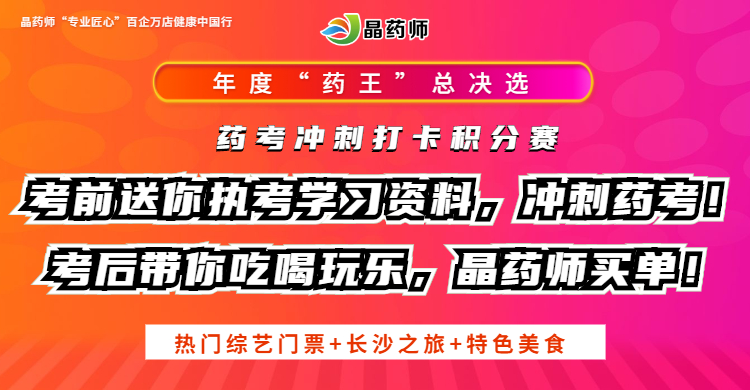 晶药师“专业匠心”百企万店健康中国行
晶药师
年度“药王”总决选
药考冲刺打卡积分赛
考前送你执考学习资料，冲刺药考！
考后带你吃喝玩乐，晶药师买单！
热门综艺门票+长沙之旅+特色美食